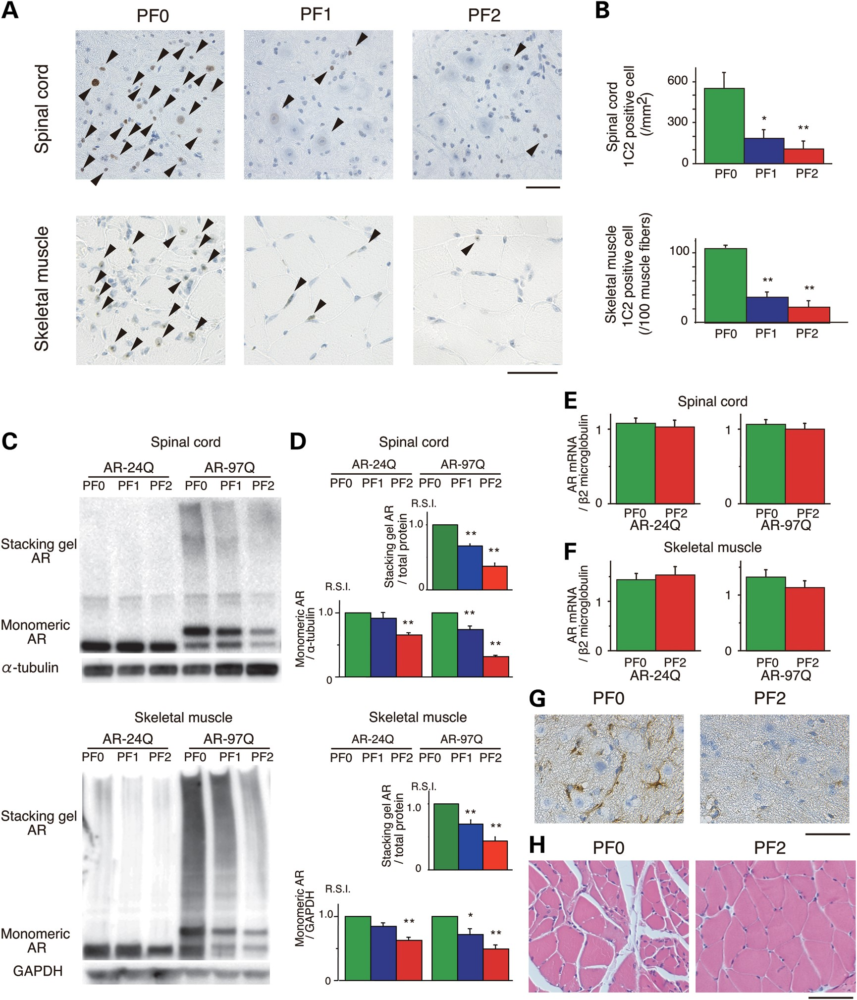 A
PF0
PF1
PF2
Spinal cord
Skeletal muscle
B
Spinal cord
1C2 positive cell
(/mm2)
600
300
0
*
**
PF0
PF1
PF2
Skeletal muscle
1C2 positive cell
(/100 muscle fibers)
100
0
**
**
PF0
PF1
PF2
C
Spinal cord
AR-24Q
AR-97Q
PF0
PF1
PF2
PF0
PF1
PF2
Stacking gel
AR
Monomeric
AR
α-tubulin
Skeletal muscle
AR-24Q
AR-97Q
PF0
PF1
PF2
PF0
PF1
PF2
Stacking gel
AR
Monomeric
AR
GAPDH
D
Spinal cord
AR-24Q
AR-97Q
PF0
PF1
PF2
PF0
PF1
PF2
R.S.I.
Stacking gel AR
/ total protein
1.0
0
**
**
R.S.I.
Monomeric AR
/ α-tubulin
1.0
0
**
**
**
Skeletal muscle
AR-24Q
AR-97Q
PF0
PF1
PF2
PF0
PF1
PF2
R.S.I.
Stacking gel AR
/ total protein
1.0
0
**
**
R.S.I.
Monomeric AR
/ GAPDH
1.0
0
**
*
**
E
Spinal cord
AR mRNA
/ β2 microglobulin
1
0
PF0
PF2
AR-24Q
1
0
PF0
PF2
AR-97Q
F
Skeletal muscle
AR mRNA
/ β2 microglobulin
1
0
PF0
PF2
AR-24Q
1
0
PF0
PF2
AR-97Q
G
PF0
PF2
H
PF0
PF2